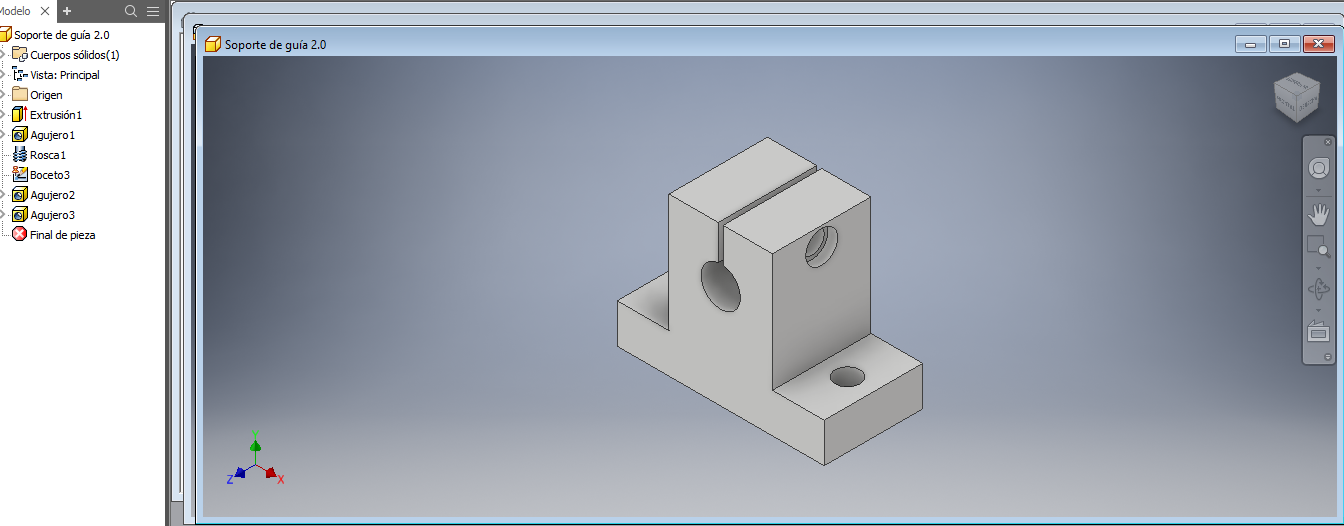 Modelo
Soporte de guía 2.0
Cuerpos sólidos(1)
Vista: Principal
Origen
Extrusión1
Agujero1
Rosca1
Boceto3
Agujero2
Agujero3
Final de pieza
Soporte de guía 2.0
Y
Z
X